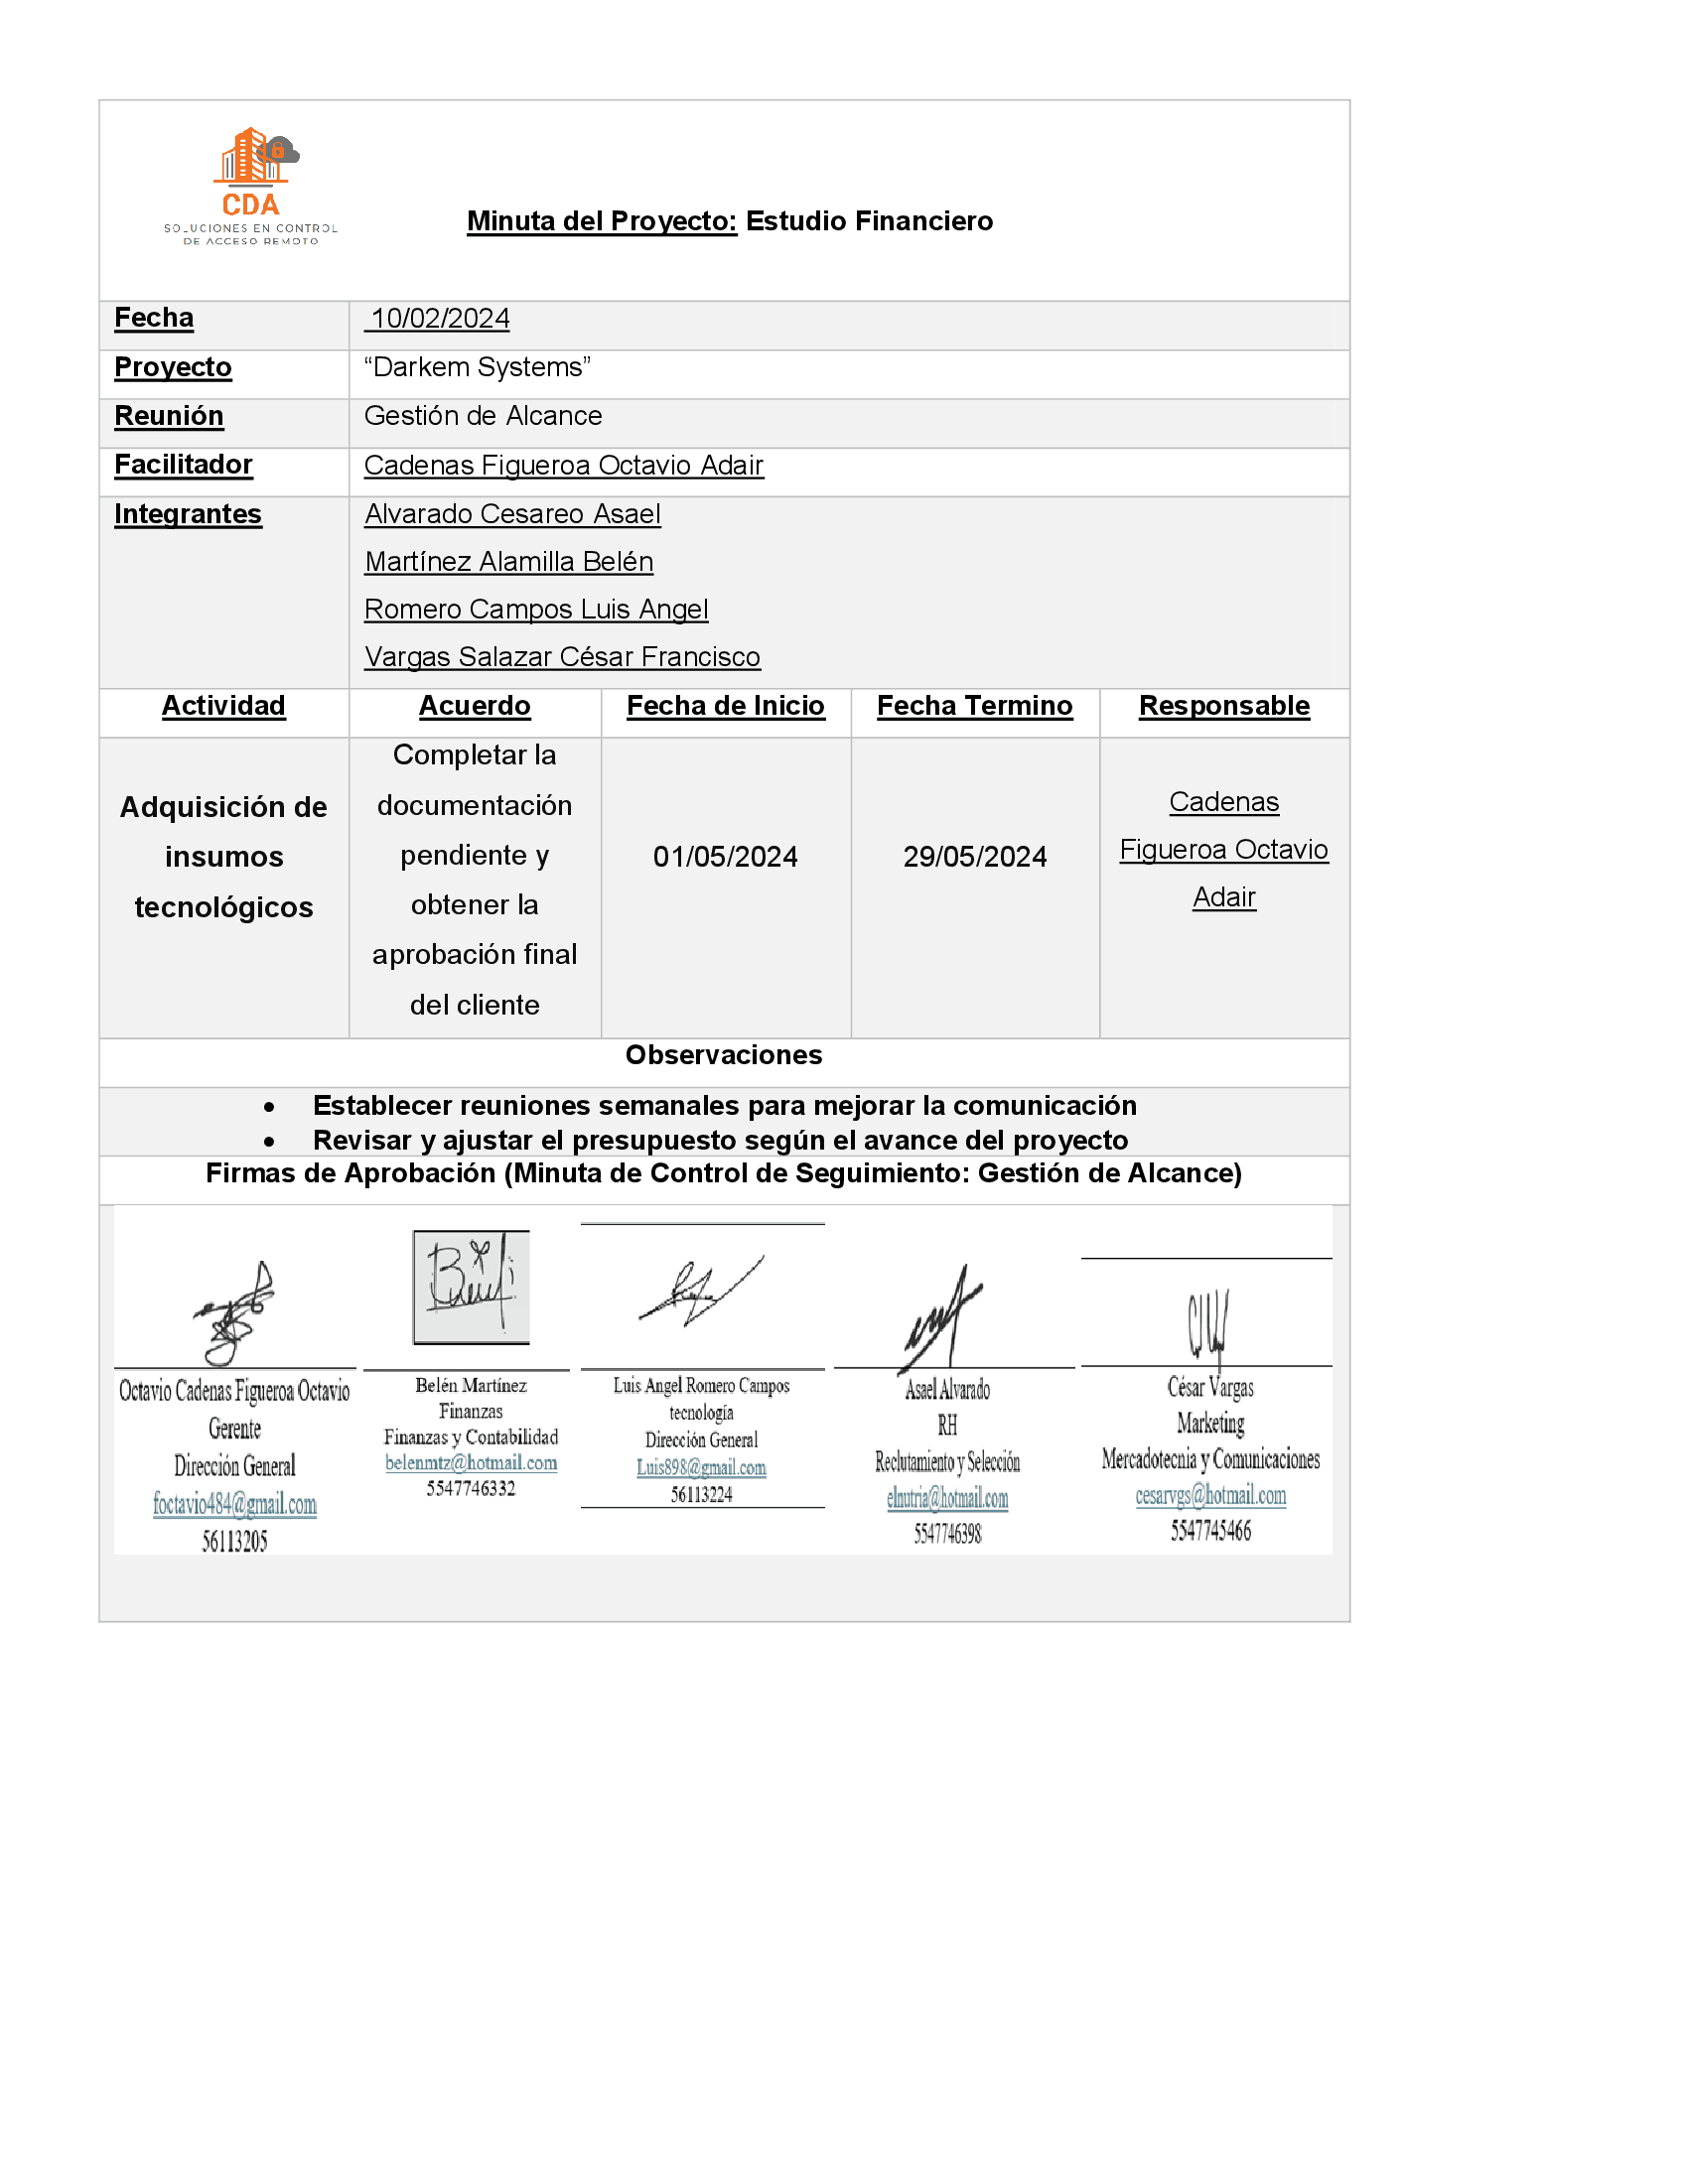 CDA
SOLUCIONES EN CONTROL
DE ACCESO REMOTO
Minuta del Proyecto: Estudio Financiero
Fecha 10/02/2024
Proyecto “Darkem Systems”
Reunión Gestión de Alcance
Facilitador Cadenas Figueroa Octavio Adair
Integrantes Alvarado Cesareo Asael
Martínez Alamilla Belén
Romero Campos Luis Angel
Vargas Salazar César Francisco
Actividad Acuerdo Fecha de Inicio Fecha Termino Responsable
Adquisición de
insumos
tecnológicos
Completar la
documentación
pendiente y
obtener la
aprobación final
del cliente
01/05/2024
29/05/2024
Cadenas
Figueroa Octavio
Adair
Observaciones
• Establecer reuniones semanales para mejorar la comunicación
• Revisar y ajustar el presupuesto según el avance del proyecto
Firmas de Aprobación (Minuta de Control de Seguimiento: Gestión de Alcance)
Octavio Cadenas Figueroa Octavio
Gerente
Dirección General
foctavio484@gmail.com
56113205
Belén Martínez
Finanzas
Finanzas y Contabilidad
belenmtz@hotmail.com
5547746332
Luis Angel Romero Campos
tecnología
Dirección General
Luis898@gmail.com
56113224
Asael Alvarado
RH
Reclutamiento y Selección
elnutria@hotmail.com
5547746398
César Vargas
Marketing
Mercadotecnia y Comunicaciones
cesarvgs@hotmail.com
5547745466